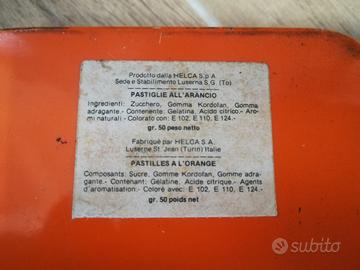 Prodotto dalla HELCA S.p.A
Sede e Stabilimento Luserna S.G. (To)
PASTIGLIE ALL'ARANCIO
Ingredienti: Zucchero, Gomma Kordofan, Gomma
adragante.- Contenente: Gelatina, Acido citrico.- Aro-
mi naturali - Colorato con: E 102, E 110, E 124.-
gr. 50 peso netto
Fabriqué par HELCA S.A.
Luserne St. Jean (Turin) Italie
PASTILLES A L'ORANGE
Composants: Sucre, Gomme Kordofan, Gomme adra-
gante.- Contenant: Gélatine, Acide citrique.- Agents
d'aromatisation.- Coloré avec: E 102, E 110, E 124.-
gr. 50 poids net
subito